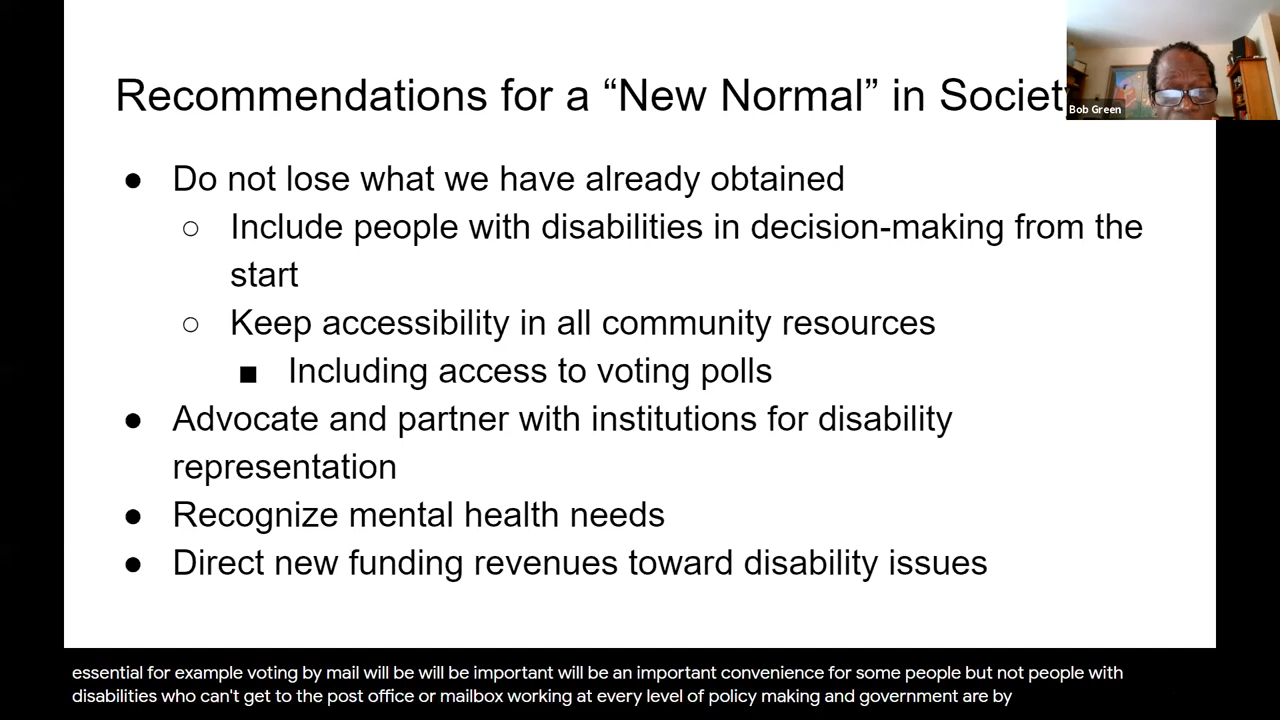 Recommendations for a “New Normal” in Society
Bob Green
● Do not lose what we have already obtained
○ Include people with disabilities in decision-making from the
start
○ Keep accessibility in all community resources
■ Including access to voting polls
● Advocate and partner with institutions for disability
representation
● Recognize mental health needs
● Direct new funding revenues toward disability issues
essential for example voting by mail will be will be important will be an important convenience for some people but not people with
disabilities who can't get to the post office or mailbox working at every level of policy making and government are by